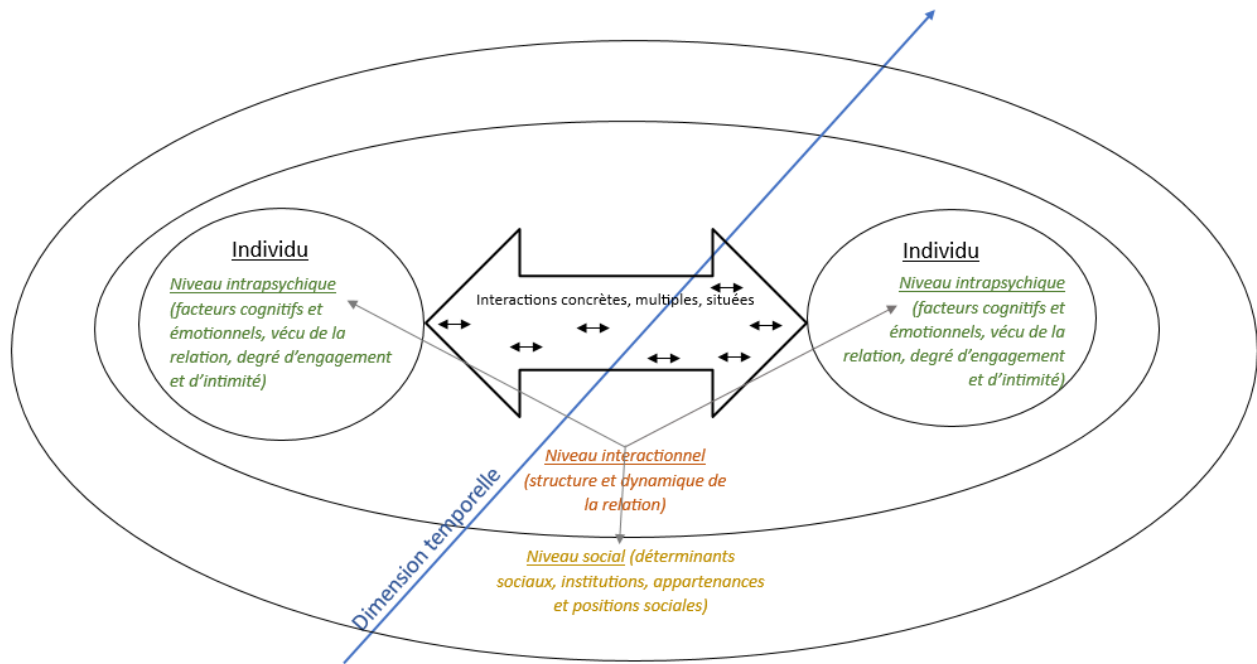 Individu
Niveau intrapsychique
(facteurs cognitifs et
émotionnels, vécu de la
relation, degré d’engagement
et d’intimité)
Interactions concrètes, multiples, situées
Individu
Niveau intrapsychique
(facteurs cognitifs et
émotionnels, vécu de la
relation, degré d’engagement
et d’intimité)
Niveau interactionnel
(structure et dynamique de
la relation)
Niveau social (déterminants
sociaux, institutions, appartenances
et positions sociales)
Dimension temporelle